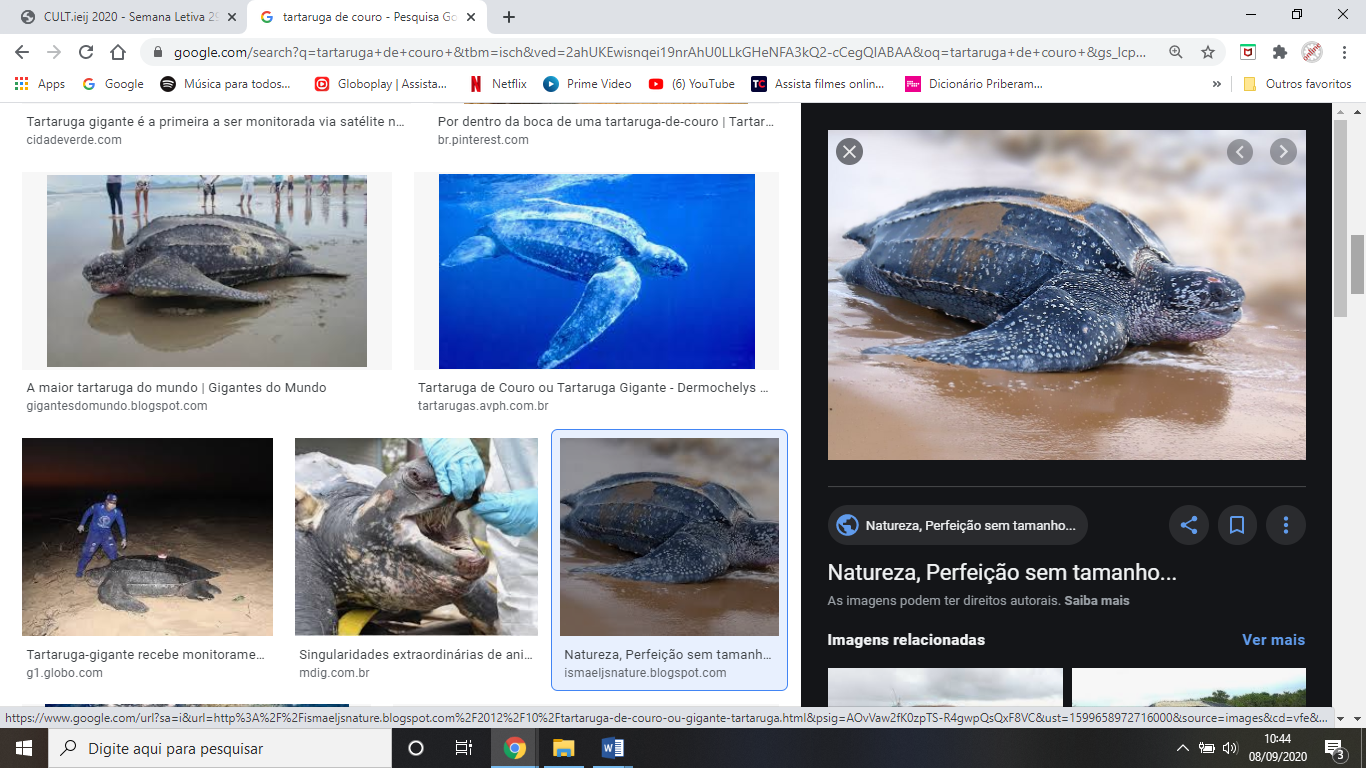 CULT.ieij 2020 - Semana Letiva 29
tartaruga de couro - Pesquisa Go
google.com/search?q=tartaruga+de+couro+&tbm=isch&ved=2ahUKEwisnqei19nrAhU0LLkGHeNFA3kQ2-cCegQIABAA&oq=tartaruga+de+couro+&gs_lcp...
Apps
Google
Música para todos...
Globoplay | Assista...
Netflix
Prime Video
(6) YouTube
TC
Assista filmes onlin...
Dicionário Priberam...
»
Outros favoritos
Tartaruga gigante é a primeira a ser monitorada via satélite n...
cidadeverde.com
Por dentro da boca de uma tartaruga-de-couro | Tartar...
br.pinterest.com
A maior tartaruga do mundo | Gigantes do Mundo
gigantesdomundo.blogspot.com
Tartaruga de Couro ou Tartaruga Gigante - Dermochelys ...
tartarugas.avph.com.br
Tartaruga-gigante recebe monitorame...
g1.globo.com
Singularidades extraordinárias de ani...
mdig.com.br
Natureza, Perfeição sem tamanh...
ismaeljsnature.blogspot.com
Natureza, Perfeição sem tamanho...
Natureza, Perfeição sem tamanho...
As imagens podem ter direitos autorais. Saiba mais
Imagens relacionadas
Ver mais
https://www.google.com/url?sa=i&url=http%3A%2F%2Fismaeljsnature.blogspot.com%2F2012%2F10%2Ftartaruga-de-couro-ou-gigante-tartaruga.html&psig=AOvVaw2fK0zpTS-R4gwpQsQxF8VC&ust=1599658972716000&source=images&cd=vfe&...
Digite aqui para pesquisar
10:44
08/09/2020
3